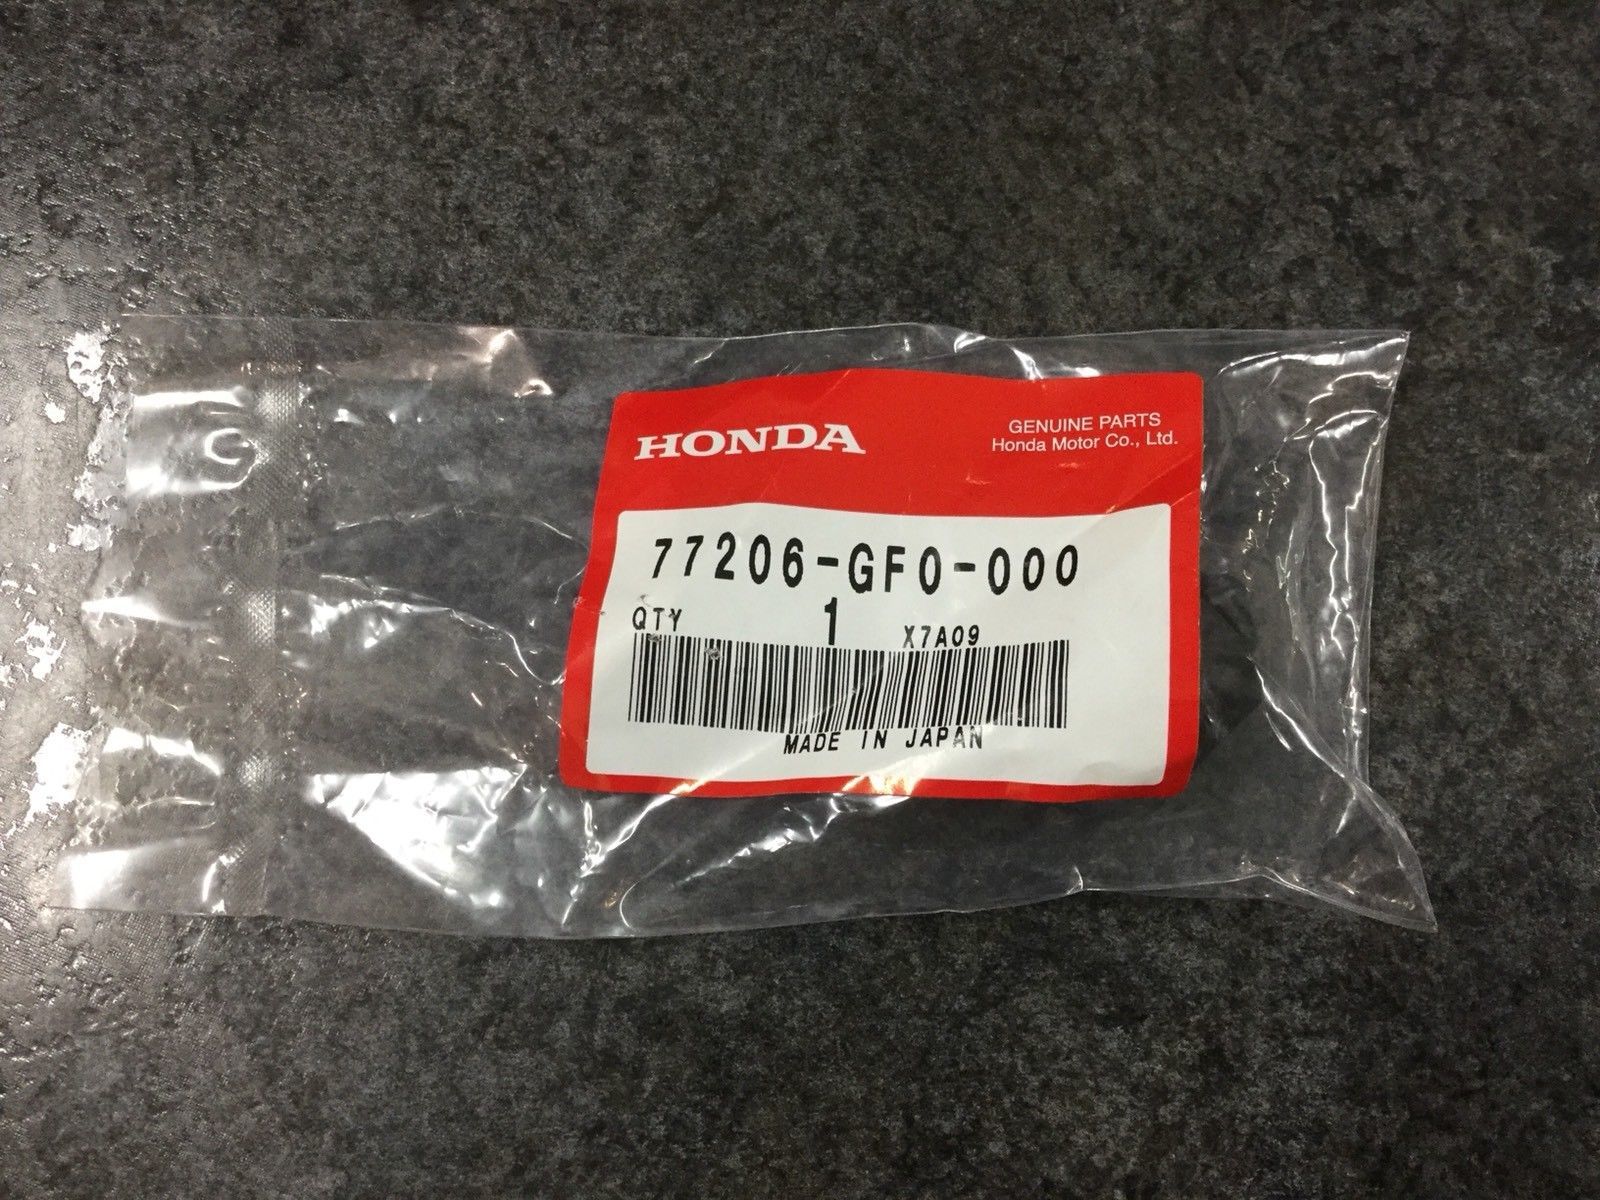 HONDA
GENUINE PARTS
Honda Motor Co., Ltd.
77206-GF0-000
QTY 1 X7A09
MADE IN JAPAN